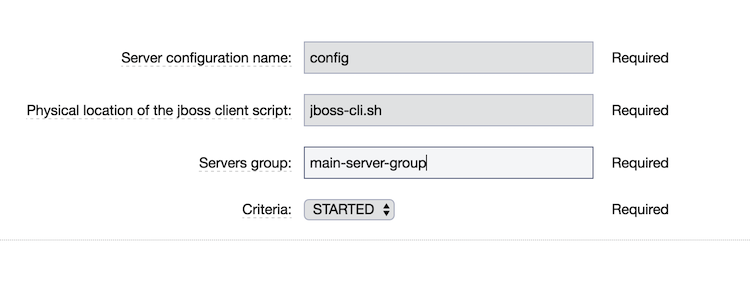 Server configuration name: config Required
Physical location of the jboss client script: jboss-cli.sh Required
Servers group: main-server-group Required
Criteria: STARTED Required